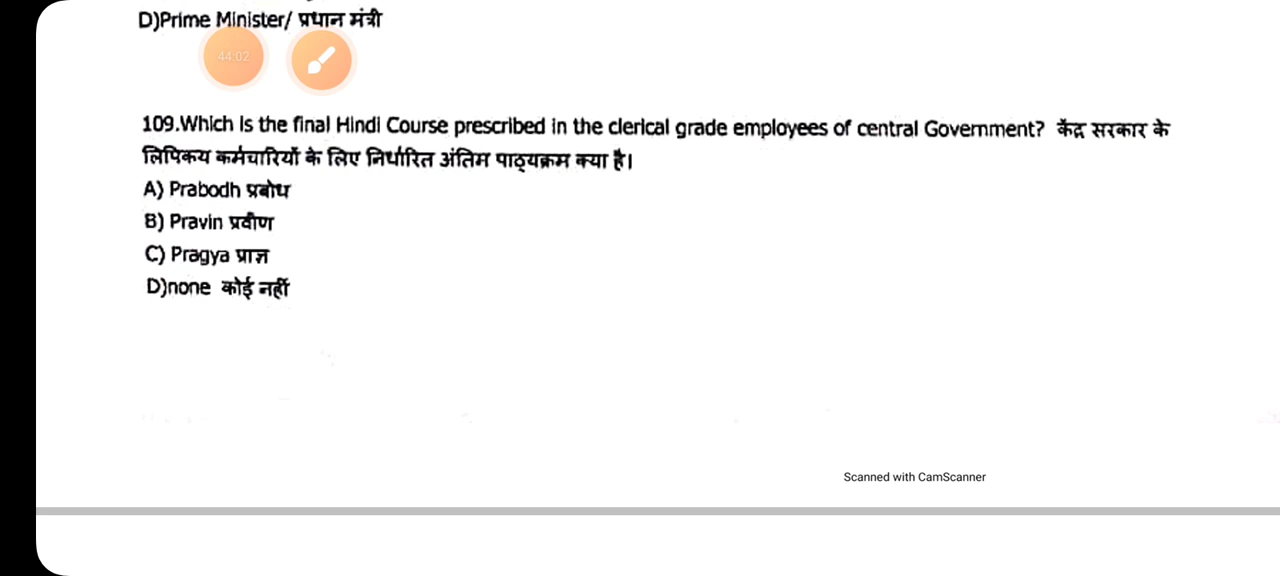 D)Prime Minister/ प्रधान मंत्री
44:02
109.Which is the final Hindi Course prescribed in the clerical grade employees of central Government? केंद्र सरकार के
लिपिकय कर्मचारियों के लिए निर्धारित अंतिम पाठ्यक्रम क्या है।
A) Prabodh प्रबोध
B) Pravin प्रवीण
C) Pragya प्राज्ञ
D)none कोई नहीं
Scanned with CamScanner